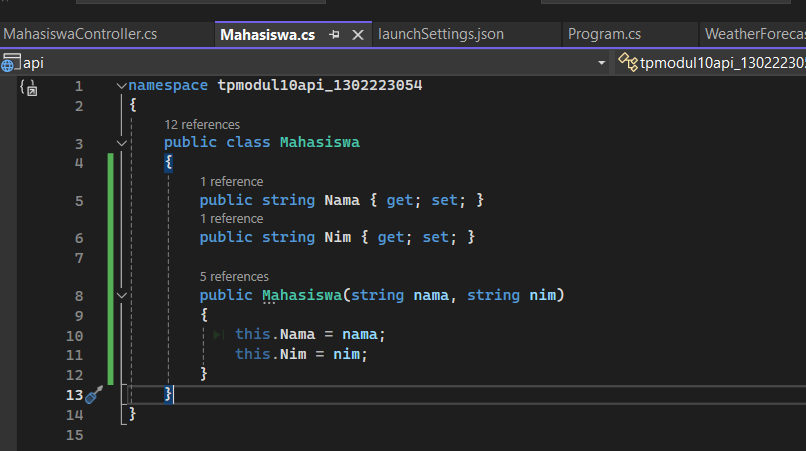 MahasiswaController.cs Mahasiswa.cs launchSettings.json Program.cs WeatherForecas
api tpmodul10api_130222305
1 namespace tpmodul10api_1302223054
2 {
12 references
3 public class Mahasiswa
4 {
1 reference
5 public string Nama { get; set; }
1 reference
6 public string Nim { get; set; }
7
5 references
8 public Mahasiswa(string nama, string nim)
9 {
10 this.Nama = nama;
11 this.Nim = nim;
12 }
13 }
14 }
15